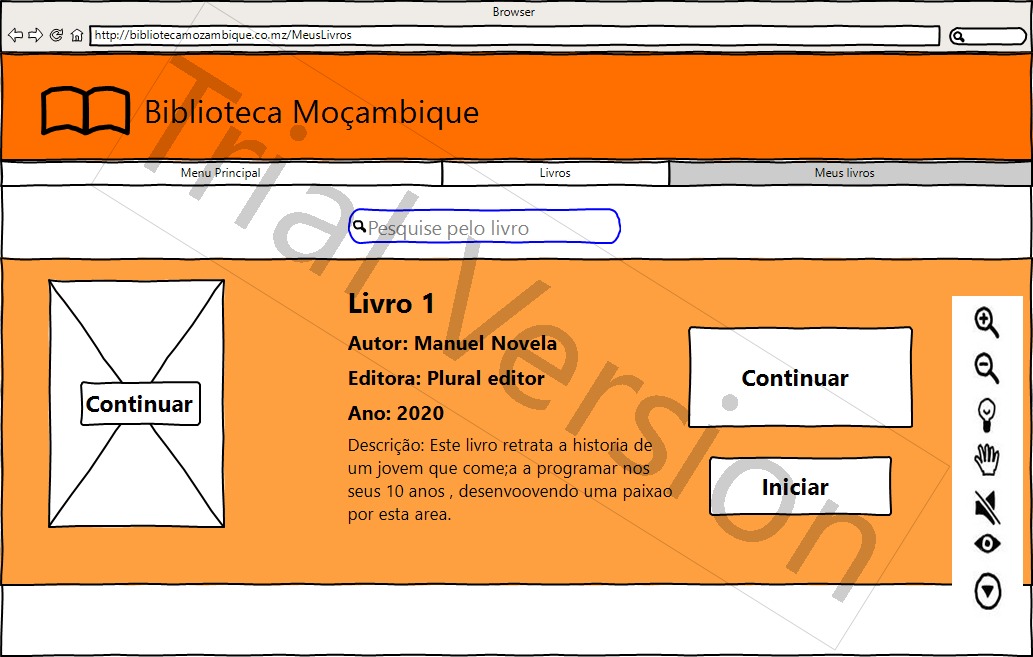 Browser
http://bibliotecamozambique.co.mz/MeusLivros
Biblioteca Moçambique
Menu Principal
Livros
Meus livros
Pesquise pelo livro
Continuar
Livro 1
Autor: Manuel Novela
Editora: Plural editor
Ano: 2020
Descrição: Este livro retrata a historia de
um jovem que come;a a programar nos
seus 10 anos , desenvoovendo uma paixao
por esta area.
Continuar
Iniciar
Trial Version